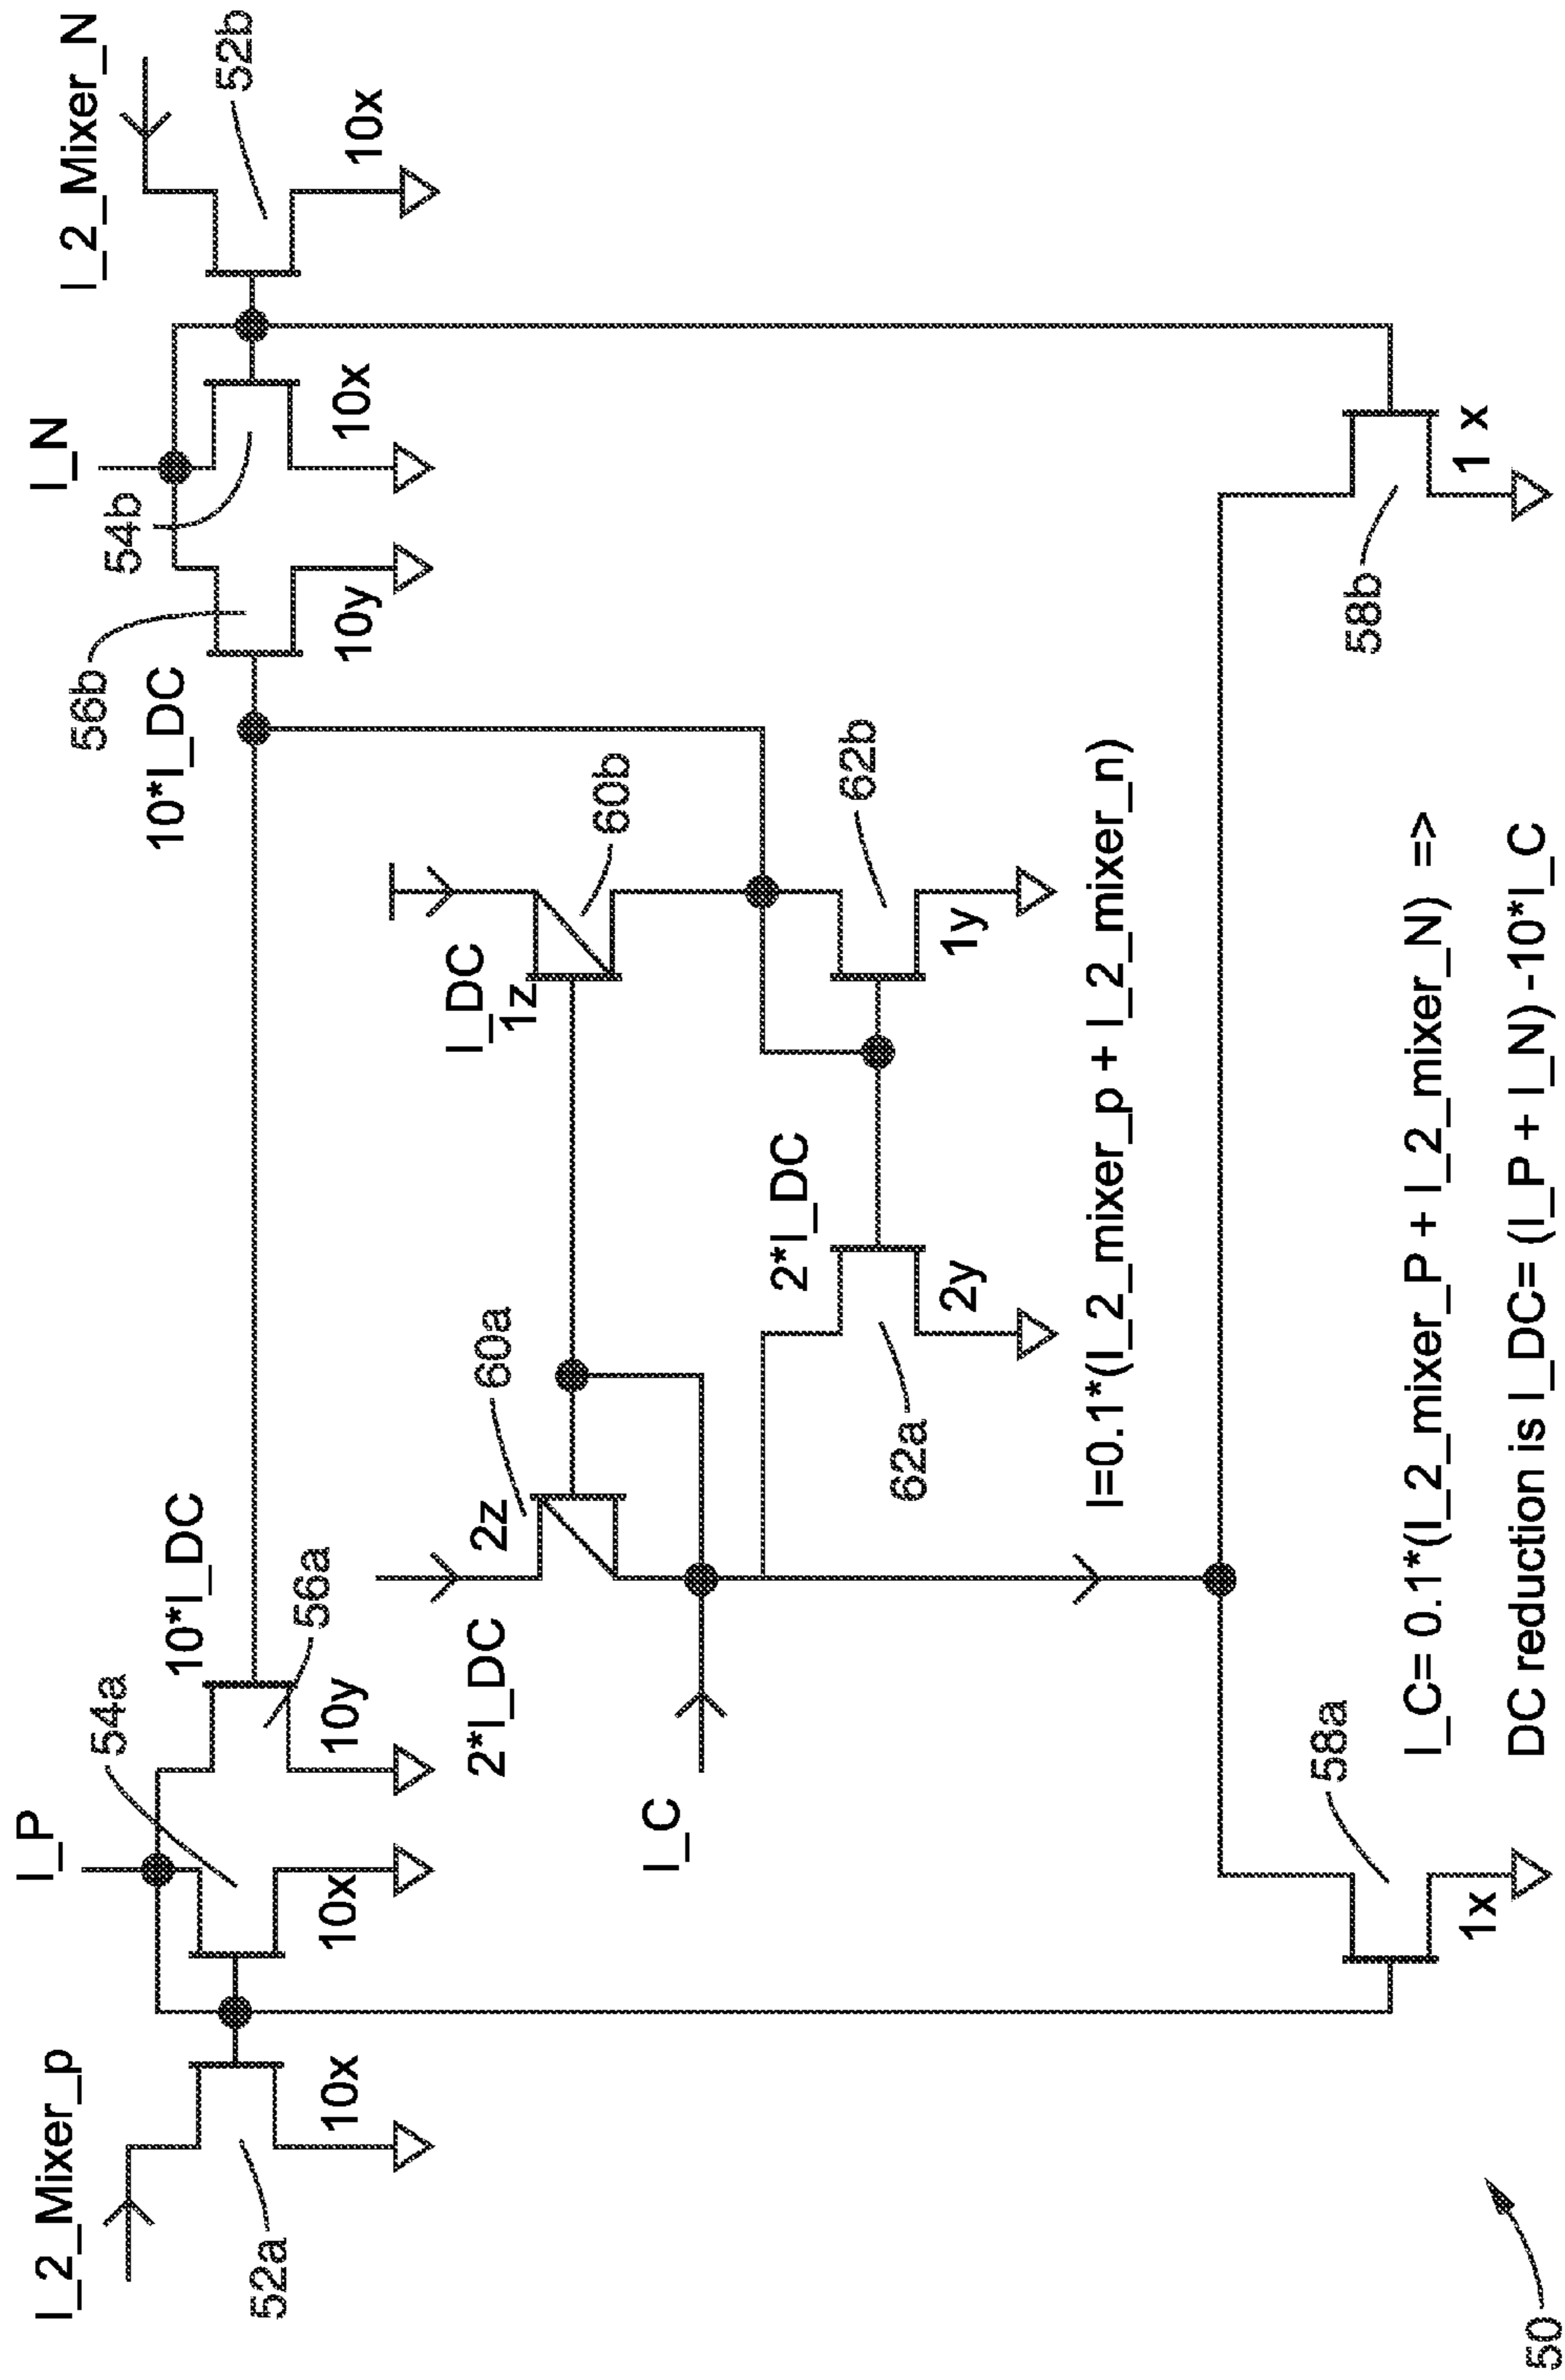 I_2_Mixer_p
I_P
I_N
I_2_Mixer_N
52a
10x
54a
10x
10*I_DC
56a
10y
10*I_DC
56b
10y
54b
10x
52b
10x
2*I_DC
2z
60a
I_DC
1z
60b
I_C
2*I_DC
62a
2y
1y
62b
I=0.1*(I_2_mixer_p + I_2_mixer_n)
58a
1x
58b
1 x
I_C= 0.1*(I_2_mixer_P + I_2_mixer_N) =>
DC reduction is I_DC= (I_P + I_N) -10*I_C
50